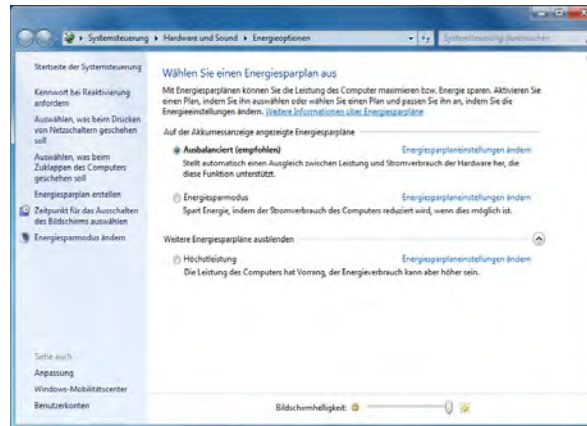 Systemsteuerung ▸ Hardware und Sound ▸ Energieoptionen
Systemsteuerung durchsuchen
Startseite der Systemsteuerung
Kennwort bei Reaktivierung
anfordern
Auswählen, was beim Drücken
von Netzschaltern geschehen
soll
Auswählen, was beim
Zuklappen des Computers
geschehen soll
Energiesparplan erstellen
Zeitpunkt für das Ausschalten
des Bildschirms auswählen
Energiesparmodus ändern
Siehe auch
Anpassung
Windows-Mobilitätscenter
Benutzerkonten
Wählen Sie einen Energiesparplan aus
Mit Energiesparplänen können Sie die Leistung des Computer maximieren bzw. Energie sparen. Aktivieren Sie
einen Plan, indem Sie ihn auswählen oder wählen Sie einen Plan und passen Sie ihn an, indem Sie die
Energieeinstellungen ändern. Weitere Informationen über Energiesparpläne
Auf der Akkumessanzeige angezeigte Energiesparpläne
Ausbalanciert (empfohlen) Energiesparplaneinstellungen ändern
Stellt automatisch einen Ausgleich zwischen Leistung und Stromverbrauch der Hardware her, die
diese Funktion unterstützt.
Energiesparmodus Energiesparplaneinstellungen ändern
Spart Energie, indem der Stromverbrauch des Computers reduziert wird, wenn dies möglich ist.
Weitere Energiesparpläne ausblenden
Höchstleistung Energiesparplaneinstellungen ändern
Die Leistung des Computers hat Vorrang, der Energieverbrauch kann aber höher sein.
Bildschirmhelligkeit: